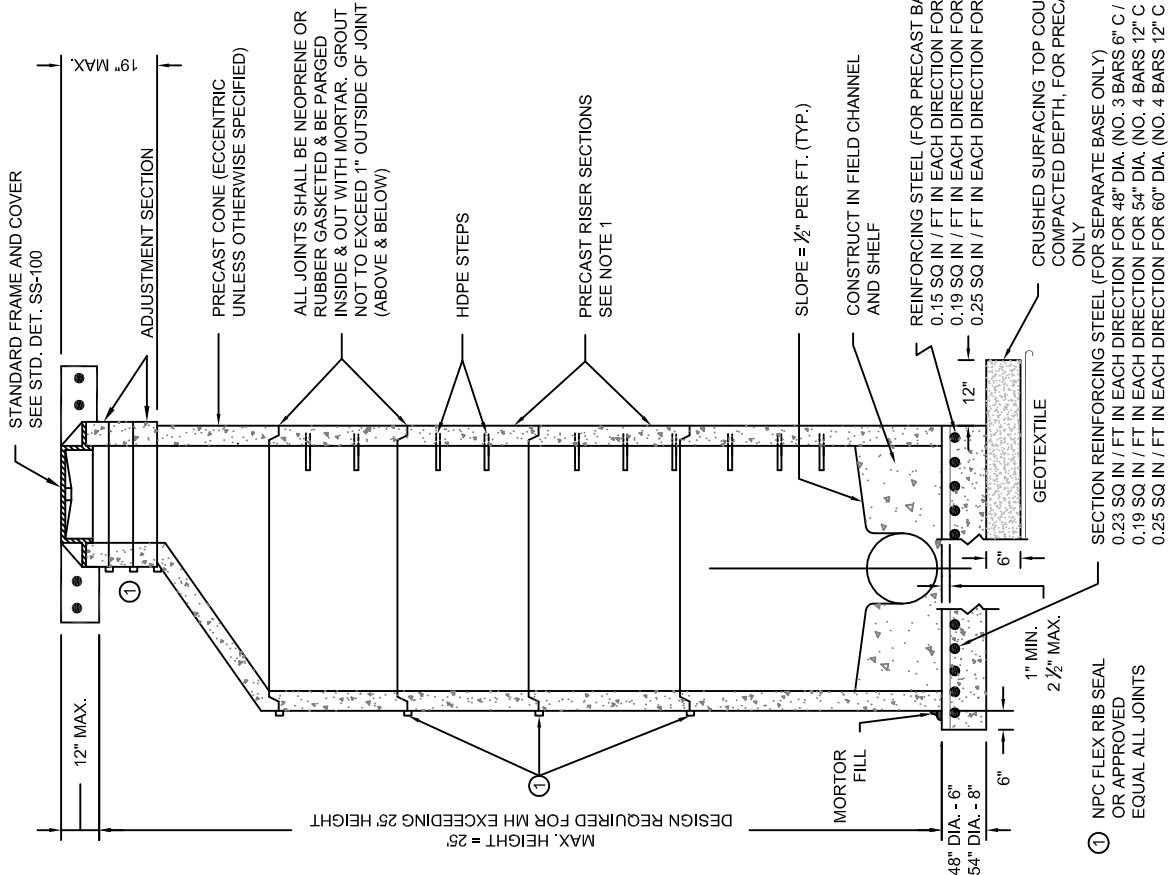 STANDARD FRAME AND COVER
SEE STD. DET. SS-100
19" MAX.
ADJUSTMENT SECTION
12" MAX.
PRECAST CONE (ECCENTRIC
UNLESS OTHERWISE SPECIFIED)
ALL JOINTS SHALL BE NEOPRENE OR
RUBBER GASKETED & BE PARGED
INSIDE & OUT WITH MORTAR. GROUT
NOT TO EXCEED 1" OUTSIDE OF JOINT
(ABOVE & BELOW)
HDPE STEPS
PRECAST RISER SECTIONS
SEE NOTE 1
SLOPE = ½" PER FT. (TYP.)
CONSTRUCT IN FIELD CHANNEL
AND SHELF
REINFORCING STEEL (FOR PRECAST BA
0.15 SQ IN / FT IN EACH DIRECTION FOR
0.19 SQ IN / FT IN EACH DIRECTION FOR
0.25 SQ IN / FT IN EACH DIRECTION FOR
12"
CRUSHED SURFACING TOP COU
COMPACTED DEPTH, FOR PRECA
ONLY
GEOTEXTILE
6"
SECTION REINFORCING STEEL (FOR SEPARATE BASE ONLY)
0.23 SQ IN / FT IN EACH DIRECTION FOR 48" DIA. (NO. 3 BARS 6" C /
0.19 SQ IN / FT IN EACH DIRECTION FOR 54" DIA. (NO. 4 BARS 12" C
0.25 SQ IN / FT IN EACH DIRECTION FOR 60" DIA. (NO. 4 BARS 12" C
1
1
MAX. HEIGHT = 25'
DESIGN REQUIRED FOR MH EXCEEDING 25' HEIGHT
MORTOR
FILL
1" MIN.
2 ½" MAX.
6"
48" DIA. - 6"
54" DIA. - 8"
1 NPC FLEX RIB SEAL
OR APPROVED
EQUAL ALL JOINTS